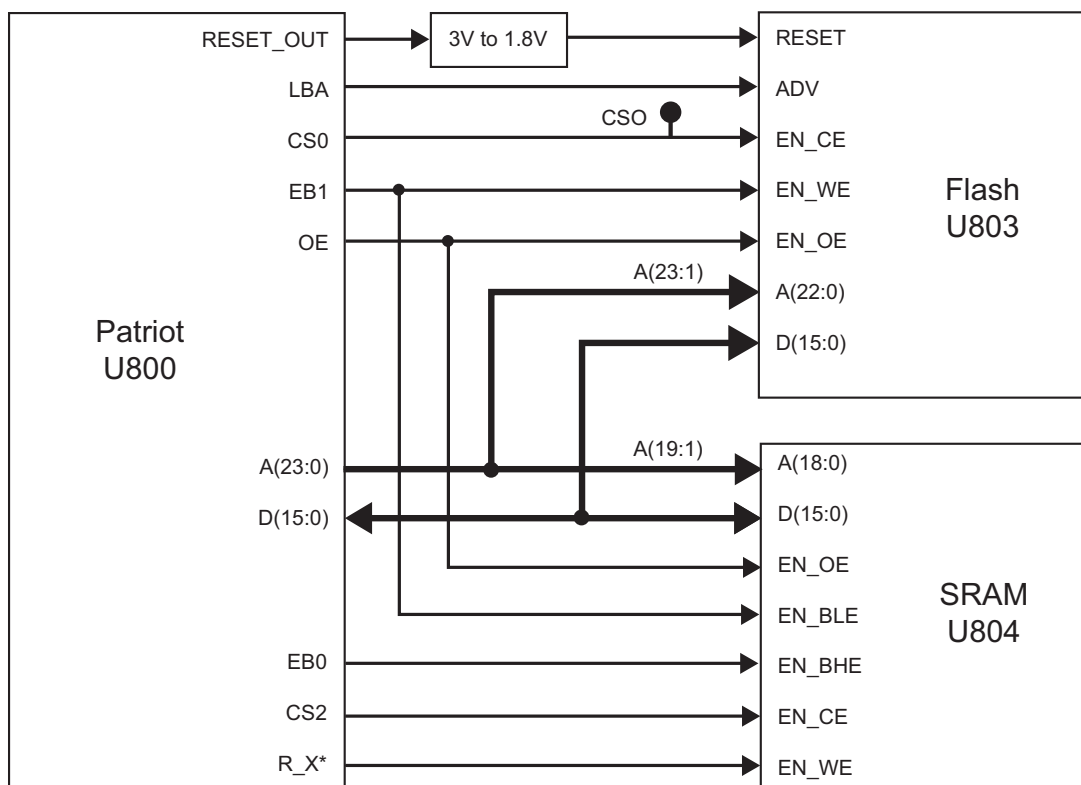 RESET_OUT
3V to 1.8V
RESET
LBA
ADV
CSO
CS0
EN_CE
EB1
EN_WE
Flash
U803
OE
EN_OE
A(23:1)
A(22:0)
D(15:0)
Patriot
U800
A(23:0)
A(19:1)
A(18:0)
D(15:0)
D(15:0)
EN_OE
SRAM
U804
EN_BLE
EB0
EN_BHE
CS2
EN_CE
R_X*
EN_WE